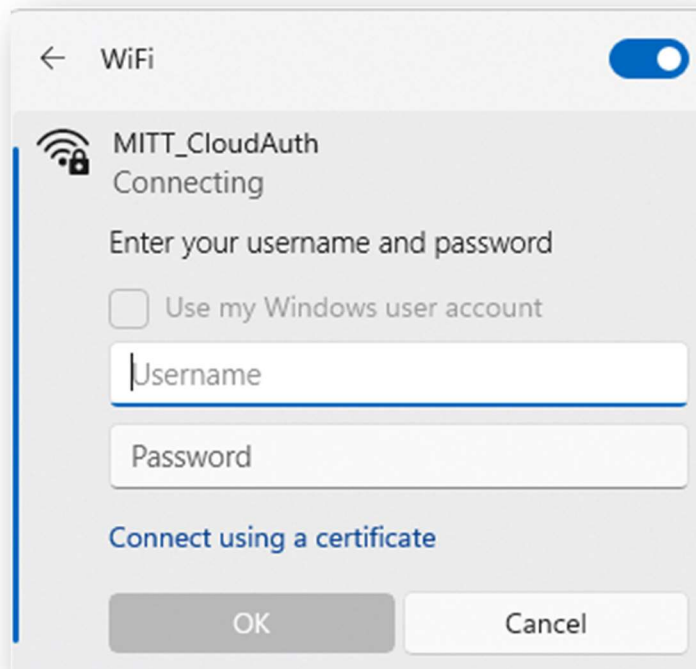 WiFi
MITT_CloudAuth
Connecting
Enter your username and password
Use my Windows user account
Username
Password
Connect using a certificate
OK
Cancel